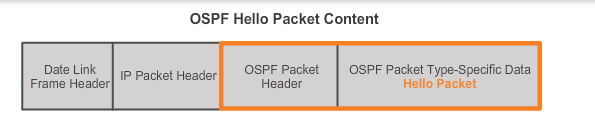 OSPF Hello Packet Content
Date Link
Frame Header
IP Packet Header
OSPF Packet
Header
OSPF Packet Type-Specific Data
Hello Packet